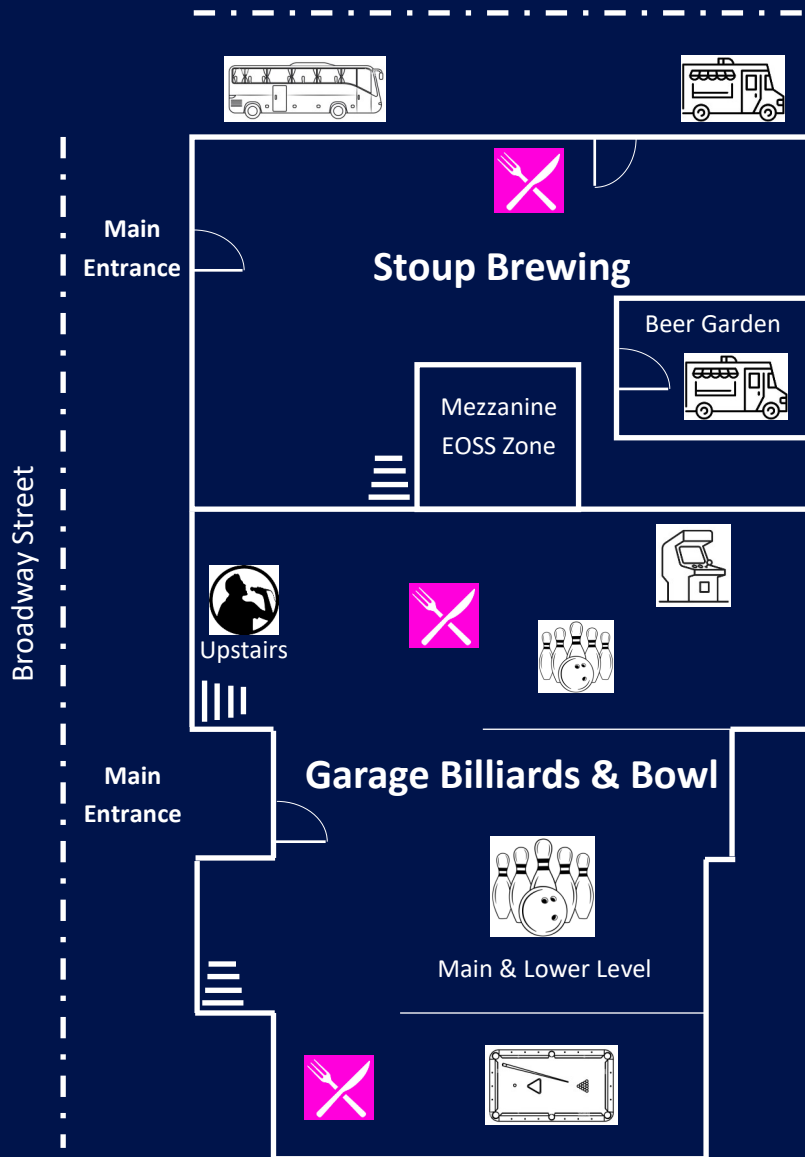 Main
Entrance
Stoup Brewing
Beer Garden
Mezzanine
EOSS Zone
Broadway Street
Upstairs
Main
Entrance
Garage Billiards & Bowl
Main & Lower Level